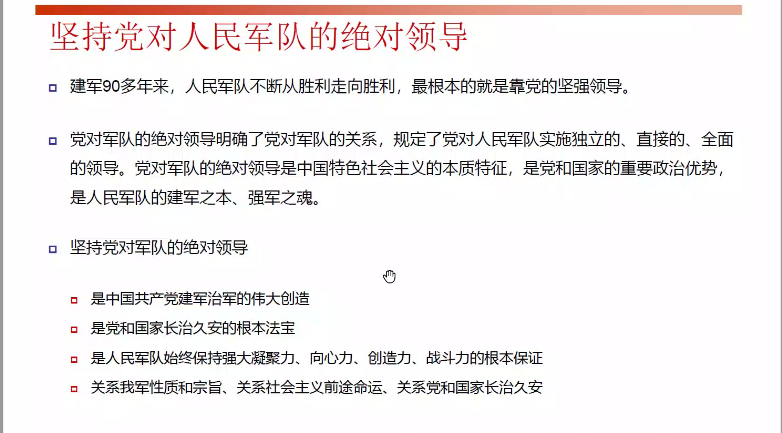 坚持党对人民军队的绝对领导
建军90多年来，人民军队不断从胜利走向胜利，最根本的就是靠党的坚强领导。
党对军队的绝对领导明确了党对军队的关系，规定了党对人民军队实施独立的、直接的、全面
的领导。党对军队的绝对领导是中国特色社会主义的本质特征，是党和国家的重要政治优势，
是人民军队的建军之本、强军之魂。
坚持党对军队的绝对领导
是中国共产党建军治军的伟大创造
是党和国家长治久安的根本法宝
是人民军队始终保持强大凝聚力、向心力、创造力、战斗力的根本保证
关系我军性质和宗旨、关系社会主义前途命运、关系党和国家长治久安